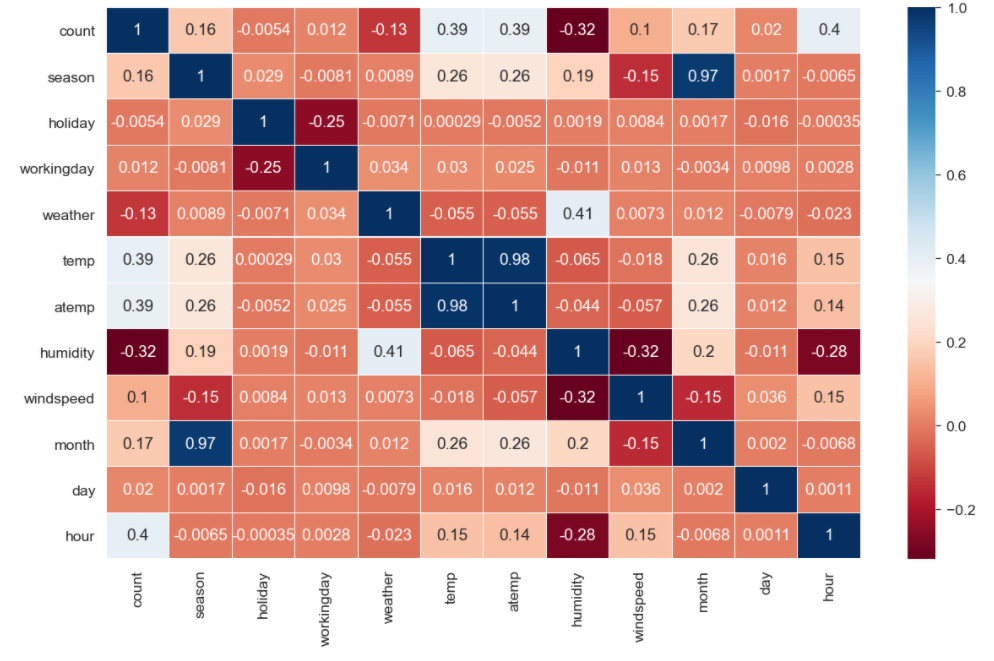 count 1 0.16 -0.0054 0.012 -0.13 0.39 0.39 -0.32 0.1 0.17 0.02 0.4
season 0.16 1 0.029 -0.0081 0.0089 0.26 0.26 0.19 -0.15 0.97 0.0017 -0.0065
holiday -0.0054 0.029 1 -0.25 -0.0071 0.00029 -0.0052 0.0019 0.0084 0.0017 -0.016 -0.00035
workingday 0.012 -0.0081 -0.25 1 0.034 0.03 0.025 -0.011 0.013 -0.0034 0.0098 0.0028
weather -0.13 0.0089 -0.0071 0.034 1 -0.055 -0.055 0.41 0.0073 0.012 -0.0079 -0.023
temp 0.39 0.26 0.00029 0.03 -0.055 1 0.98 -0.065 -0.018 0.26 0.016 0.15
atemp 0.39 0.26 -0.0052 0.025 -0.055 0.98 1 -0.044 -0.057 0.26 0.012 0.14
humidity -0.32 0.19 0.0019 -0.011 0.41 -0.065 -0.044 1 -0.32 0.2 -0.011 -0.28
windspeed 0.1 -0.15 0.0084 0.013 0.0073 -0.018 -0.057 -0.32 1 -0.15 0.036 0.15
month 0.17 0.97 0.0017 -0.0034 0.012 0.26 0.26 0.2 -0.15 1 0.002 -0.0068
day 0.02 0.0017 -0.016 0.0098 -0.0079 0.016 0.012 -0.011 0.036 0.002 1 0.0011
hour 0.4 -0.0065 -0.00035 0.0028 -0.023 0.15 0.14 -0.28 0.15 -0.0068 0.0011 1
count season holiday workingday weather temp atemp humidity windspeed month day hour
1.0
0.8
0.6
0.4
0.2
0.0
−0.2